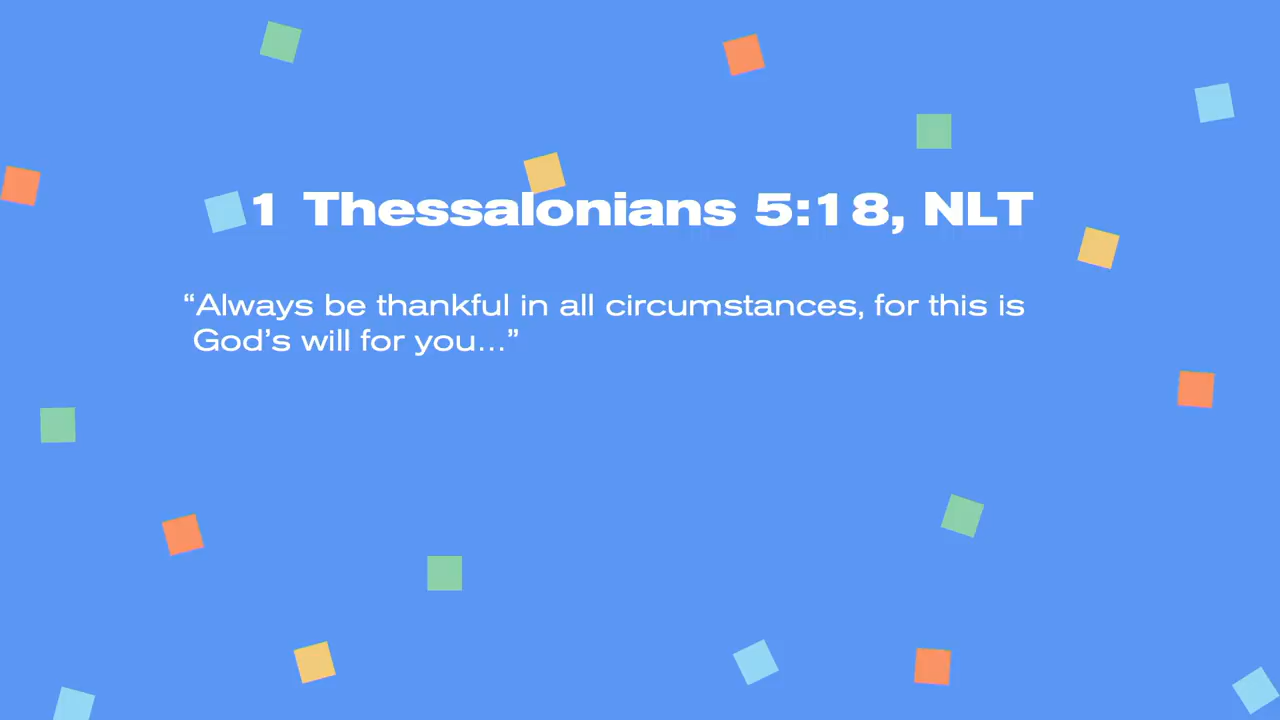 1 Thessalonians 5:18, NLT
“Always be thankful in all circumstances, for this is
God’s will for you...”